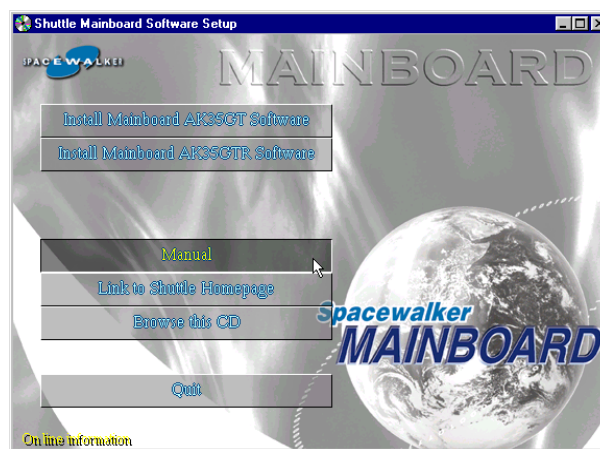 Shuttle Mainboard Software Setup
SPACEWALKER
MAINBOARD
Install Mainboard AK35GT Software
Install Mainboard AK35GTR Software
Manual
Link to Shuttle Homepage
Browse this CD
Spacewalker
MAINBOARD
Quit
On line information